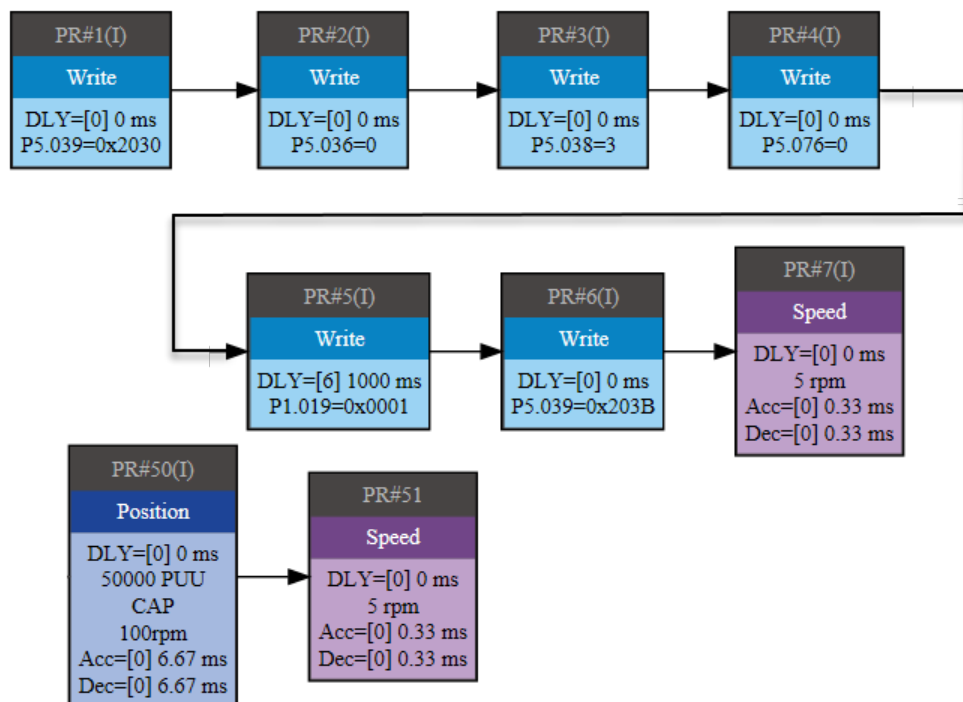 PR#1(I)
Write
DLY=[0] 0 ms
P5.039=0x2030
PR#2(I)
Write
DLY=[0] 0 ms
P5.036=0
PR#3(I)
Write
DLY=[0] 0 ms
P5.038=3
PR#4(I)
Write
DLY=[0] 0 ms
P5.076=0
PR#5(I)
Write
DLY=[6] 1000 ms
P1.019=0x0001
PR#6(I)
Write
DLY=[0] 0 ms
P5.039=0x203B
PR#7(I)
Speed
DLY=[0] 0 ms
5 rpm
Acc=[0] 0.33 ms
Dec=[0] 0.33 ms
PR#50(I)
Position
DLY=[0] 0 ms
50000 PUU
CAP
100rpm
Acc=[0] 6.67 ms
Dec=[0] 6.67 ms
PR#51
Speed
DLY=[0] 0 ms
5 rpm
Acc=[0] 0.33 ms
Dec=[0] 0.33 ms